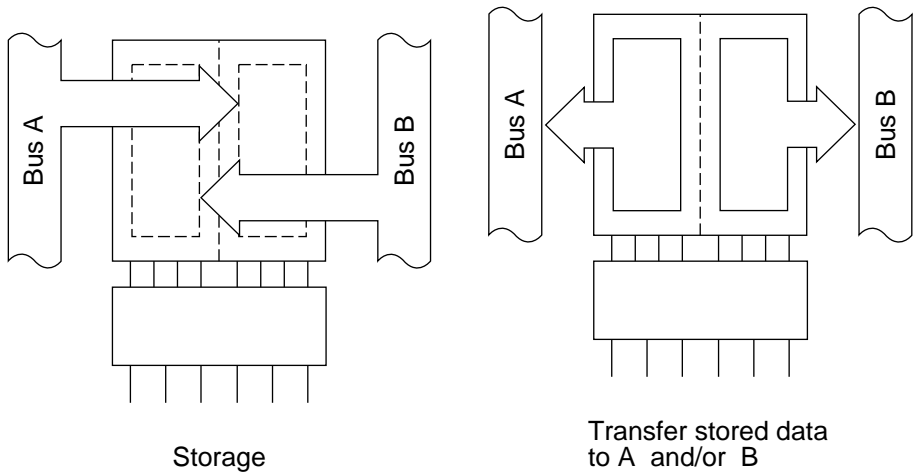 Bus A
Bus B
Storage
Bus A
Bus B
Transfer stored data
to A and/or B